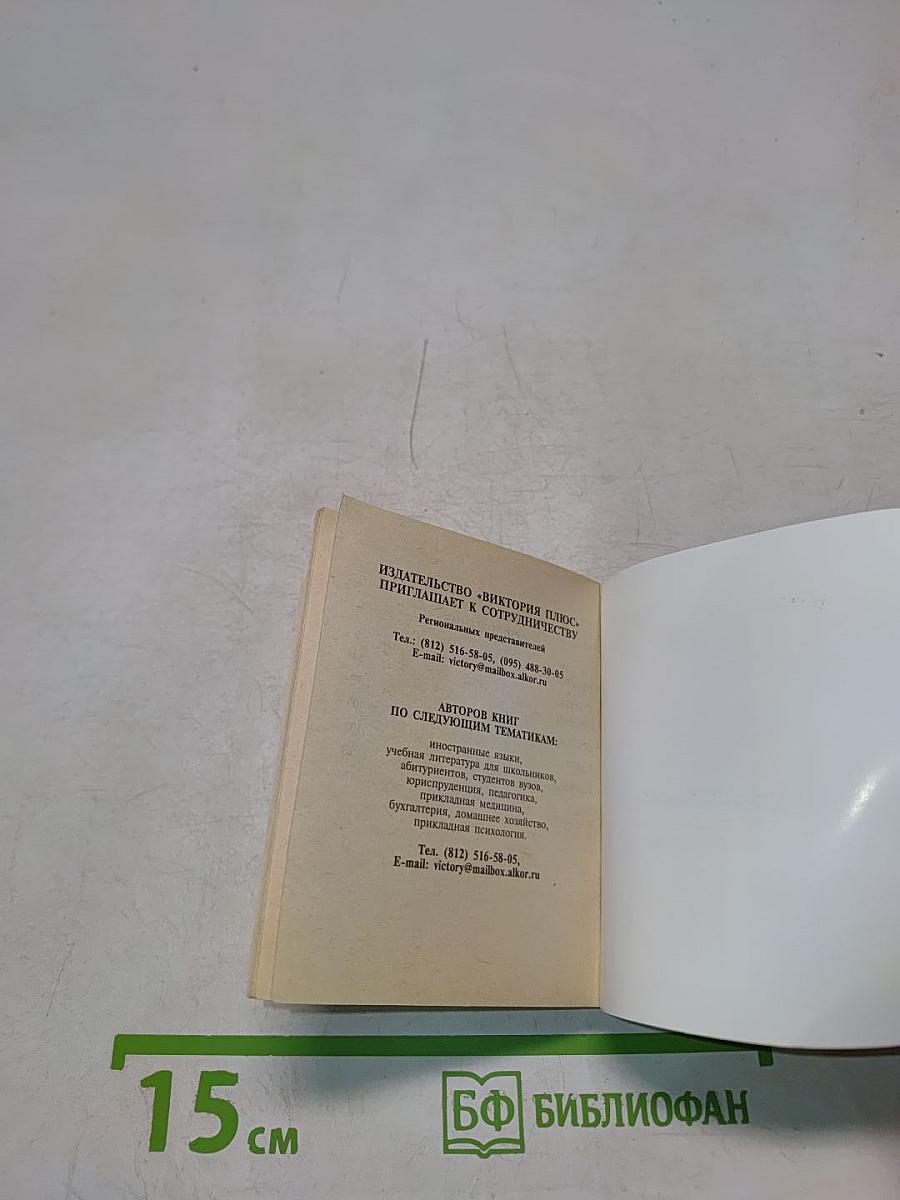 ИЗДАТЕЛЬСТВО «ВИКТОРИЯ ПЛЮС»
ПРИГЛАШАЕТ К СОТРУДНИЧЕСТВУ
Региональных представителей
Тел.: (812) 516-58-05, (095) 488-30-05
E-mail: victory@mailbox.alkor.ru
АВТОРОВ КНИГ
ПО СЛЕДУЮЩИМ ТЕМАТИКАМ:
иностранные языки,
учебная литература для школьников,
абитуриентов, студентов вузов,
юриспруденция, педагогика,
прикладная медицина,
бухгалтерия, домашнее хозяйство,
прикладная психология.
Тел. (812) 516-58-05,
E-mail: victory@mailbox.alkor.ru
15 см
БФ БИБЛИОФАН